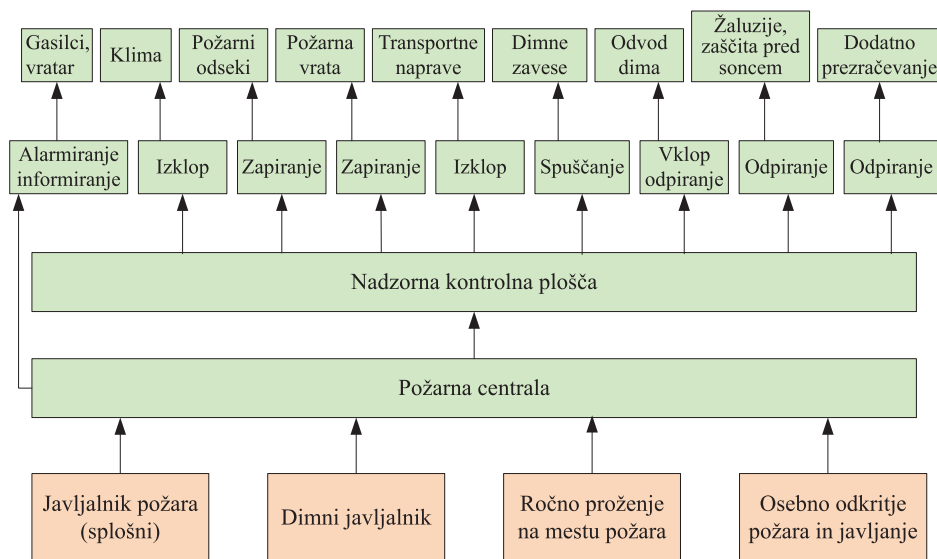 Gasilci,
vratar
Klima
Požarni
odseki
Požarna
vrata
Transportne
naprave
Dimne
zavese
Odvod
dima
Žaluzije,
zaščita pred
soncem
Dodatno
prezračevanje
Alarmiranje
informiranje
Izklop
Zapiranje
Zapiranje
Izklop
Spuščanje
Vklop
odpiranje
Odpiranje
Odpiranje
Nadzorna kontrolna plošča
Požarna centrala
Javljalnik požara
(splošni)
Dimni javljalnik
Ročno proženje
na mestu požara
Osebno odkritje
požara in javljanje